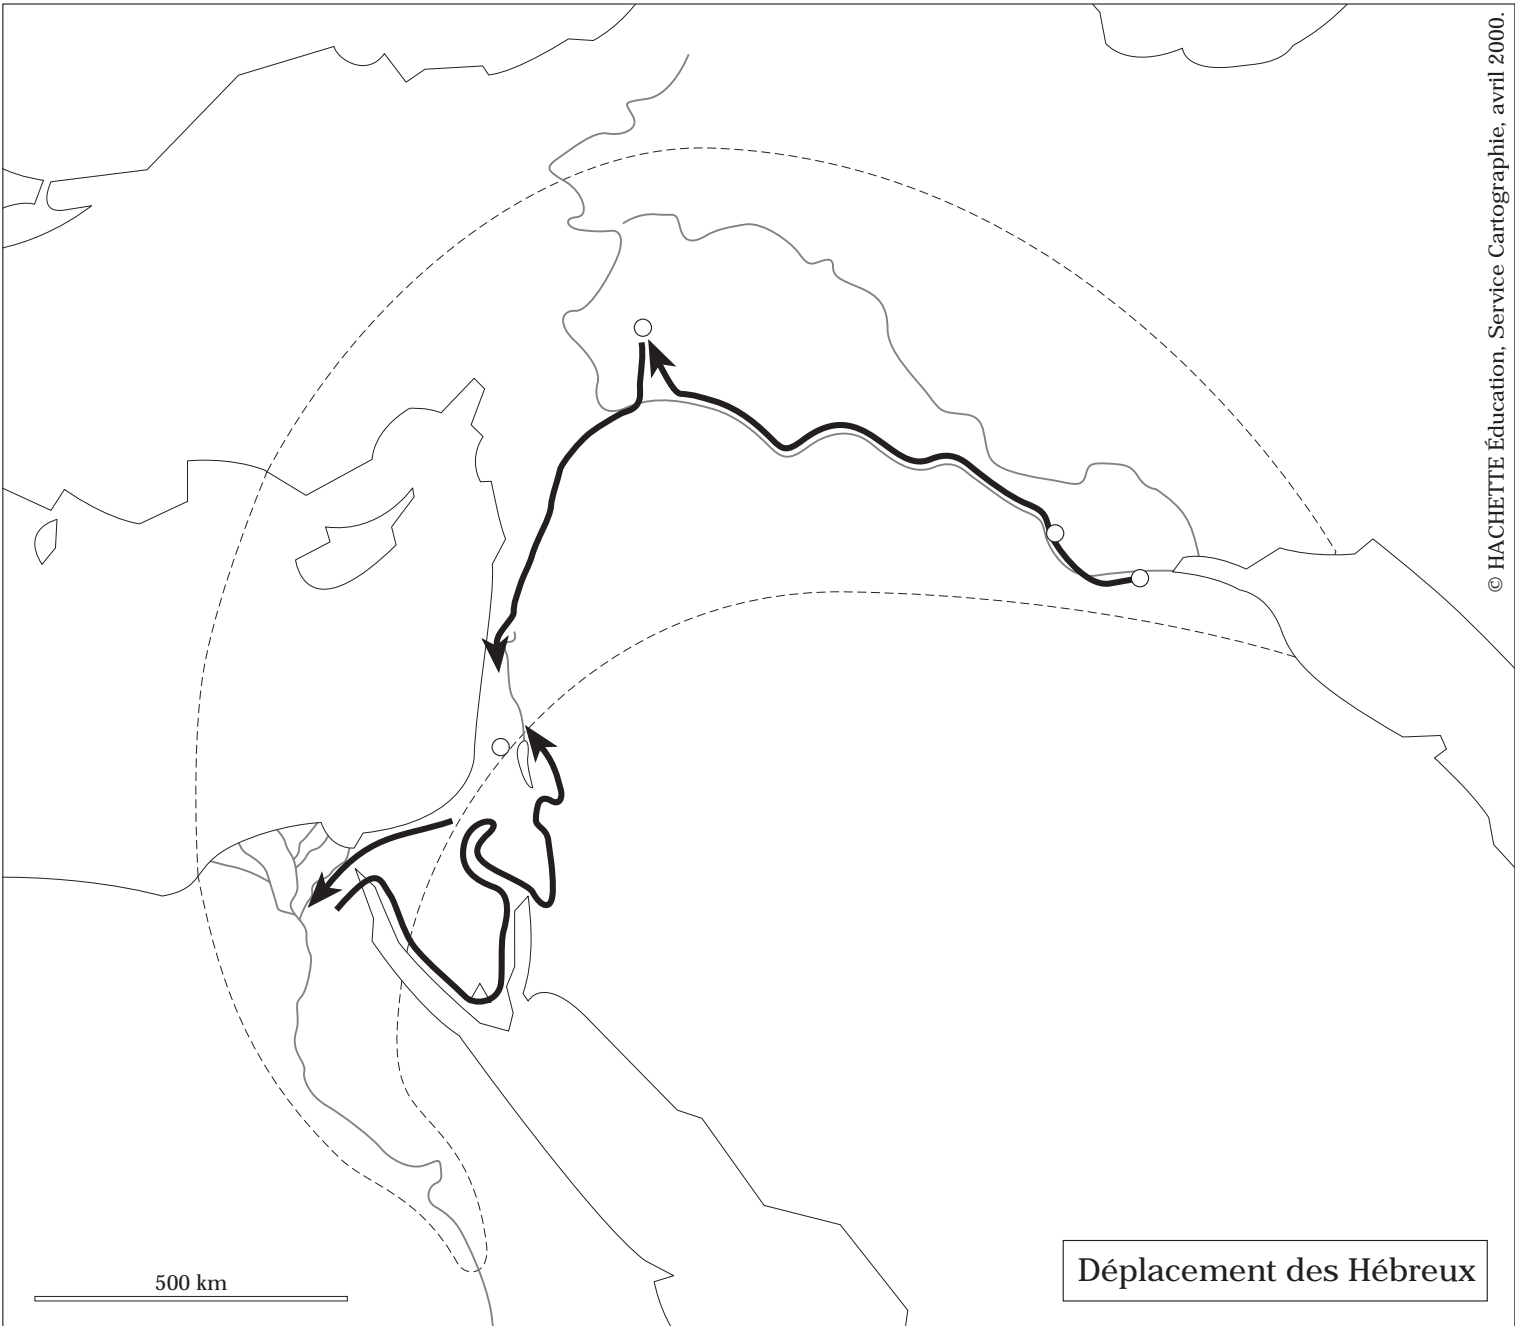 © HACHETTE Éducation, Service Cartographie, avril 2000.
500 km
Déplacement des Hébreux